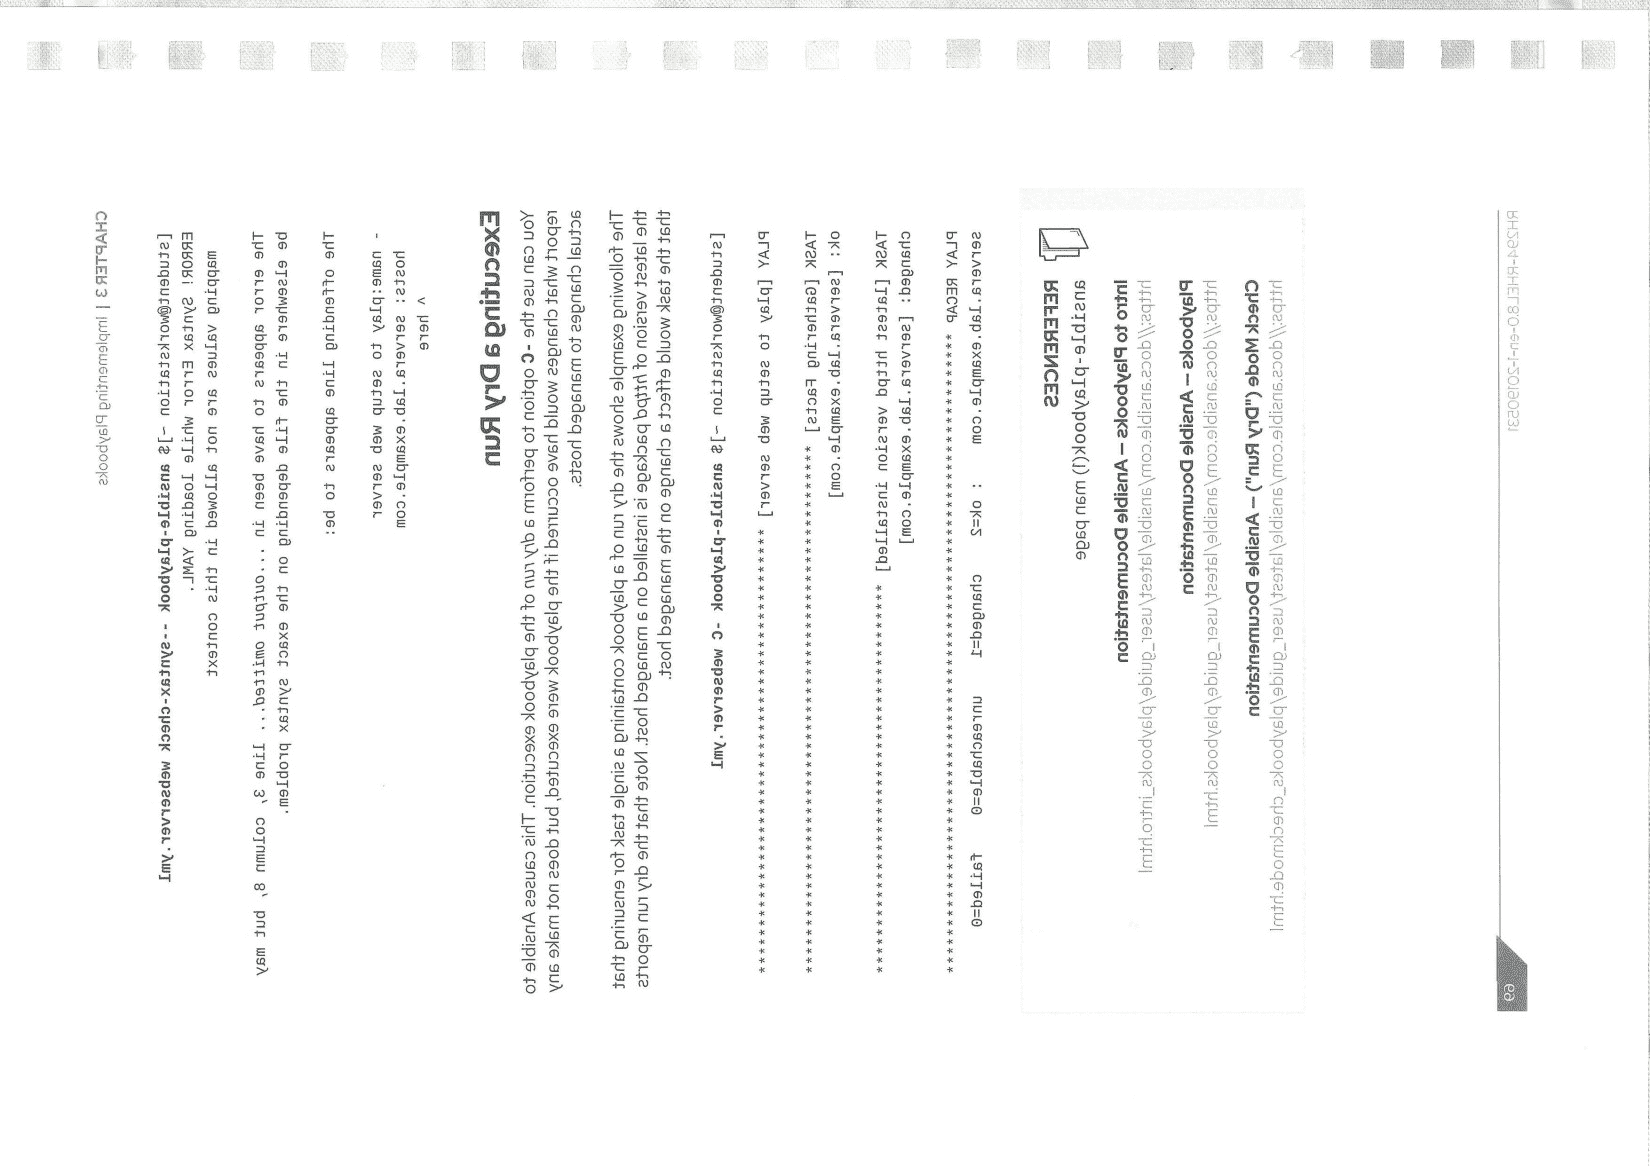 CHAPTER 3 | Implementing Playbooks
[student@workstation ~]$ ansible-playbook --syntax-check webserver.yml
ERROR! Syntax Error while loading YAML.
mapping values are not allowed in this context
The error appears to have been in ...output omitted... line 3, column 8, but may
be elsewhere in the file depending on the exact syntax problem.
The offending line appears to be:
- name:play to setup web server
hosts: servera.lab.example.com
^ here
Executing a Dry Run
You can use the -C option to perform a dry run of the playbook execution. This causes Ansible to
report what changes would have occurred if the playbook were executed, but does not make any
actual changes to managed hosts.
The following example shows the dry run of a playbook containing a single task for ensuring that
the latest version of httpd package is installed on a managed host. Note that the dry run reports
that the task would effect a change on the managed host.
[student@workstation ~]$ ansible-playbook -C webserver.yml
PLAY [play to setup web server] ************************************************
TASK [Gathering Facts] *********************************************************
ok: [servera.lab.example.com]
TASK [latest httpd version installed] ******************************************
changed: [servera.lab.example.com]
PLAY RECAP *********************************************************************
servera.lab.example.com : ok=2 changed=1 unreachable=0 failed=0
REFERENCES
ansible-playbook(1) man page
Intro to Playbooks — Ansible Documentation
https://docs.ansible.com/ansible/latest/user_guide/playbooks_intro.html
Playbooks — Ansible Documentation
https://docs.ansible.com/ansible/latest/user_guide/playbooks.html
Check Mode ("Dry Run") — Ansible Documentation
https://docs.ansible.com/ansible/latest/user_guide/playbooks_checkmode.html
RH294-RHEL8.0-en-1-20190531
99